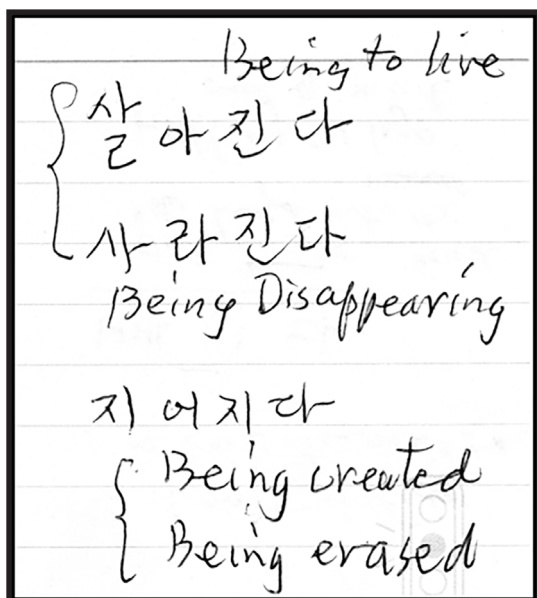 Being to live
살아진다
사라진다
Being Disappearing
지어지다
Being created
Being erased